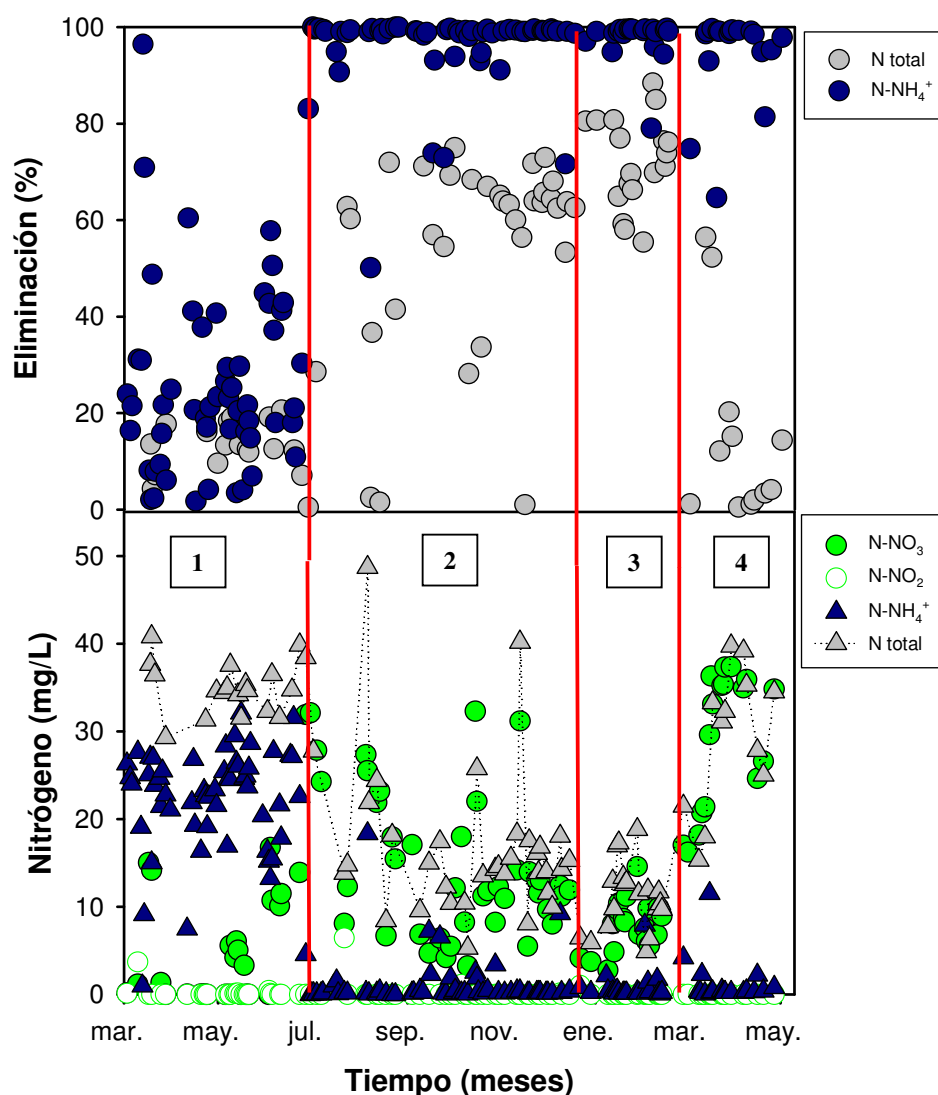 100
80
60
40
20
0
Eliminación (%)
N total
N-NH₄⁺
1
2
3
4
50
40
30
20
10
0
Nitrógeno (mg/L)
N-NO₃
N-NO₂
N-NH₄⁺
N total
mar. may. jul. sep. nov. ene. mar. may.
Tiempo (meses)